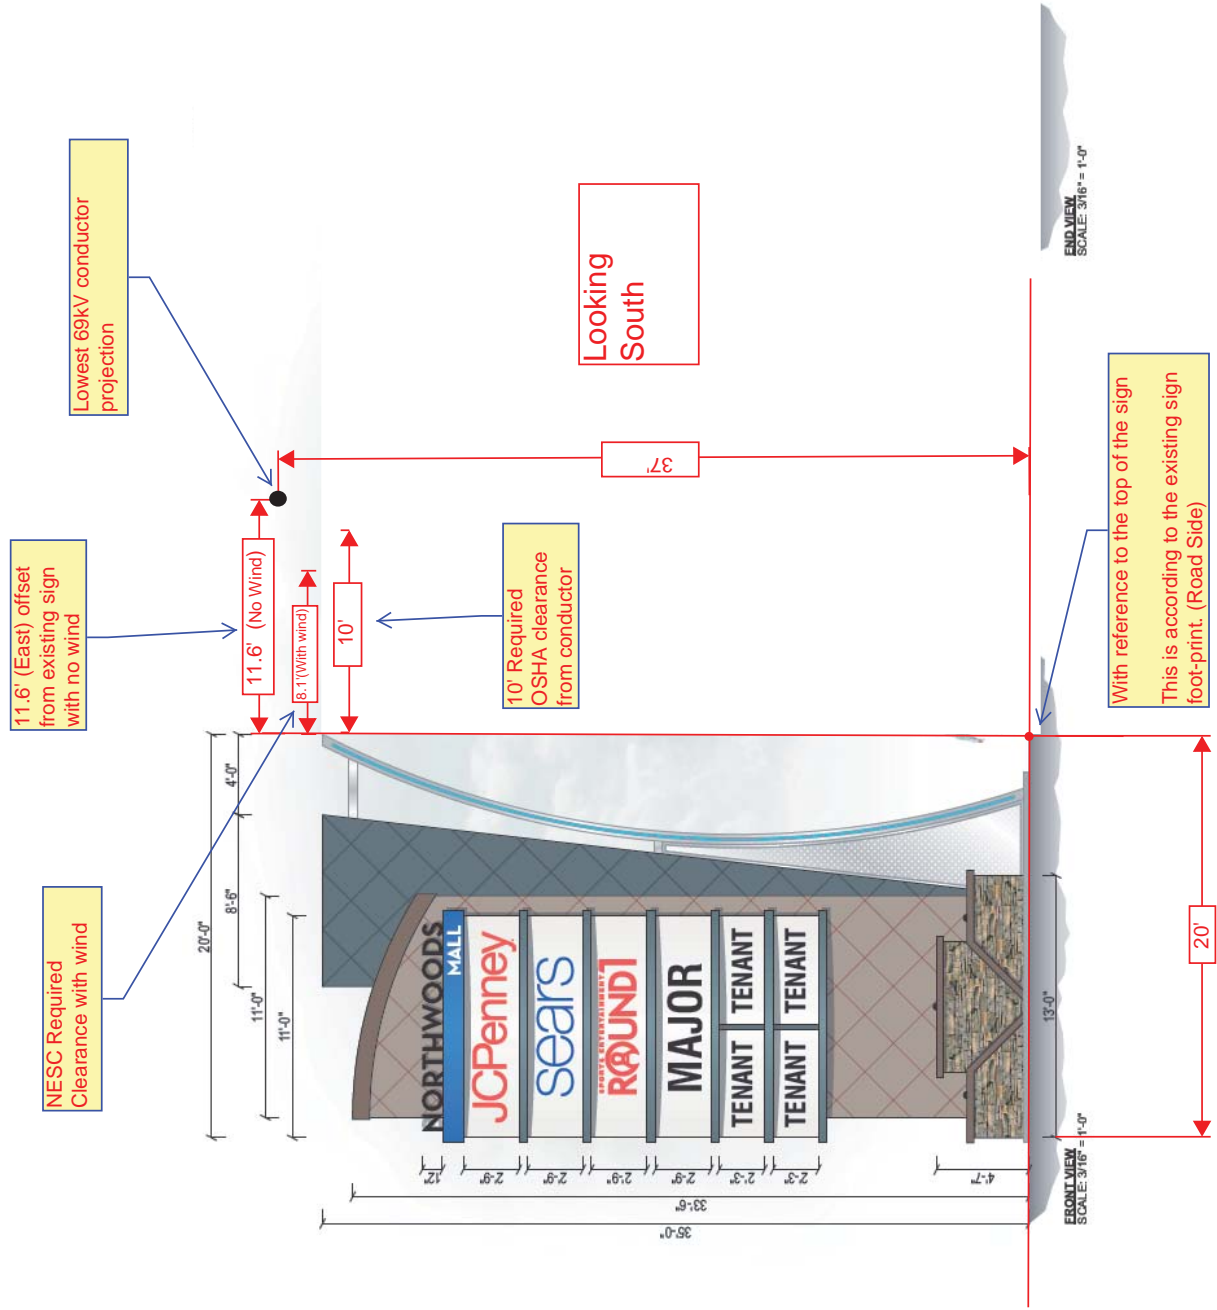 11.6' (East) offset
from existing sign
with no wind
Lowest 69kV conductor
projection
NESC Required
Clearance with wind
11.6' (No Wind)
8.1'(With wind)
10'
10' Required
OSHA clearance
from conductor
37'
Looking
South
20'-0"
8'-6"
4'-0"
11'-0"
11'-0"
NORTHWOODS
MALL
JCPenney
sears
SPORTS ENTERTAINMENT
ROUND1
MAJOR
TENANT TENANT
TENANT TENANT
12"
2'-9"
2'-9"
2'-9"
2'-9"
2'-3"
2'-3"
4'-7"
33'-6"
35'-0"
13'-0"
20'
FRONT VIEW
SCALE: 3/16" = 1'-0"
END VIEW
SCALE: 3/16" = 1'-0"
With reference to the top of the sign
This is according to the existing sign
foot-print. (Road Side)